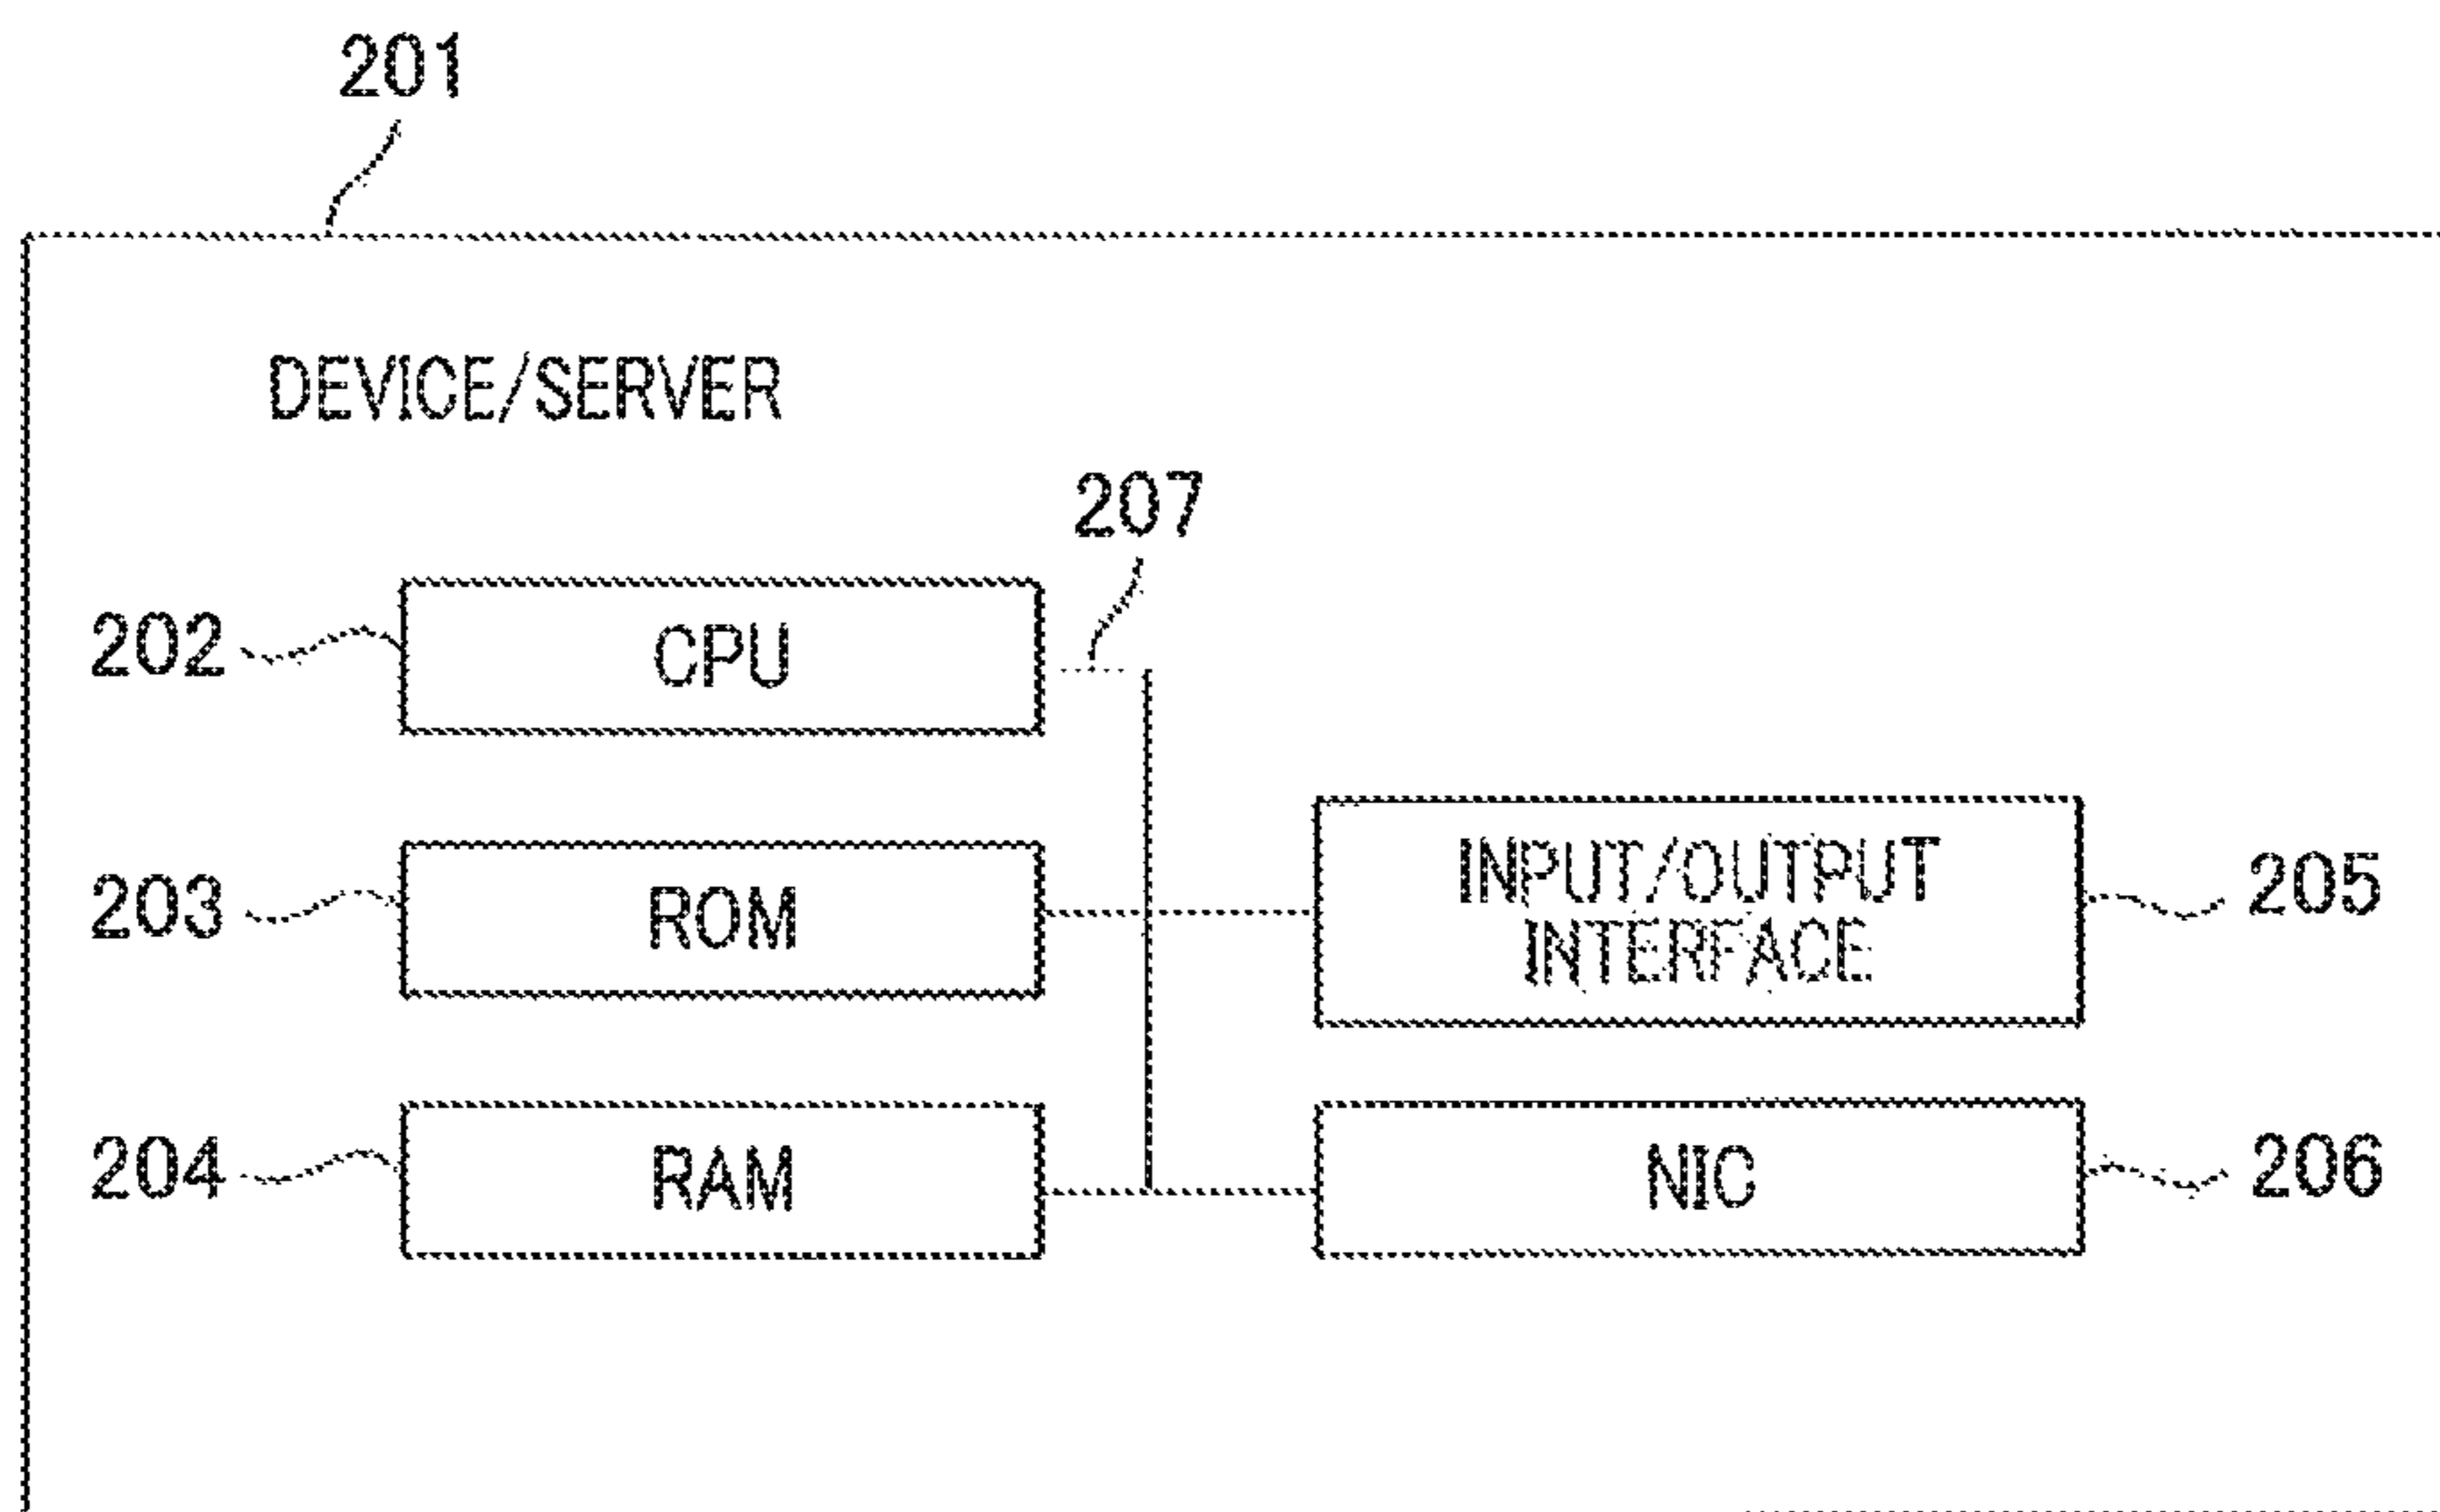 201
DEVICE/SERVER
207
202
CPU
203
ROM
INPUT/OUTPUT
INTERFACE
205
204
RAM
NIC
206